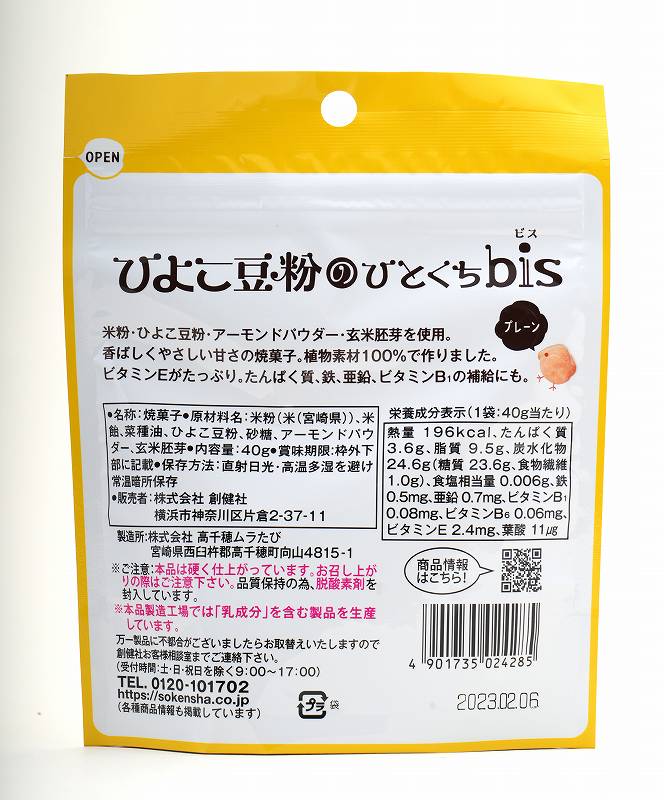 OPEN
ビス
ひよこ豆粉のひとくちbis
プレーン
米粉・ひよこ豆粉・アーモンドパウダー・玄米胚芽を使用。
香ばしくやさしい甘さの焼菓子。植物素材100%で作りました。
ビタミンEがたっぷり。たんぱく質、鉄、亜鉛、ビタミンB₁の補給にも。
●名称:焼菓子●原材料名:米粉(米(宮崎県))、米
飴、菜種油、ひよこ豆粉、砂糖、アーモンドパウ
ダー、玄米胚芽●内容量:40g●賞味期限:枠外下
部に記載●保存方法:直射日光・高温多湿を避け
常温暗所保存
●販売者:株式会社 創健社
横浜市神奈川区片倉2-37-11
栄養成分表示(1袋:40g当たり)
熱量 196kcal、たんぱく質
3.6g、脂質 9.5g、炭水化物
24.6g(糖質 23.6g、食物繊維
1.0g)、食塩相当量 0.006g、鉄
0.5mg、亜鉛 0.7mg、ビタミンB₁
0.08mg、ビタミンB₆ 0.06mg、
ビタミンE 2.4mg、葉酸 11㎍
製造所:株式会社 高千穂ムラたび
宮崎県西臼杵郡高千穂町向山4815-1
※ご注意:本品は硬く仕上がっています。お召し上が
りの際はご注意下さい。品質保持の為、脱酸素剤を
封入しています。
※本品製造工場では「乳成分」を含む製品を生産
しています。
万一製品に不都合がございましたらお取替えいたしますので
創健社お客様相談室までご連絡下さい。
(受付時間:土・日・祝日を除く9:00〜17:00)
TEL. 0120-101702
https://sokensha.co.jp
(各種商品情報も掲載しています)
プラ
袋
商品情報
はこちら!
4 901735 024285
2023.02.06